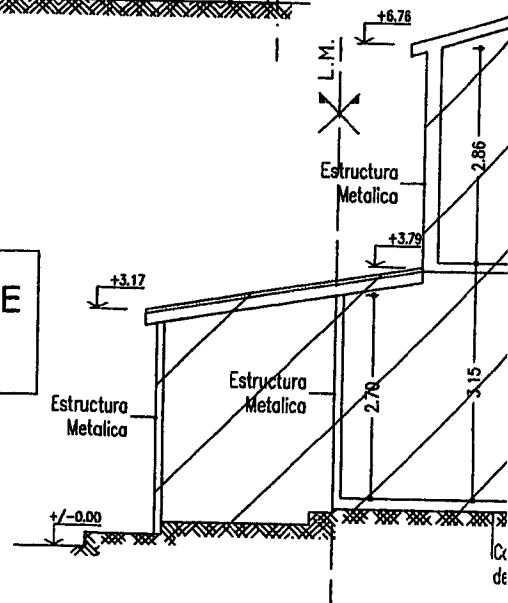 +6,76
L.M.
2.86
Estructura
Metalica
+3.79
+3.17
E
Estructura
Metalica
2.70
3.15
Estructura
Metalica
+/-0.00
de